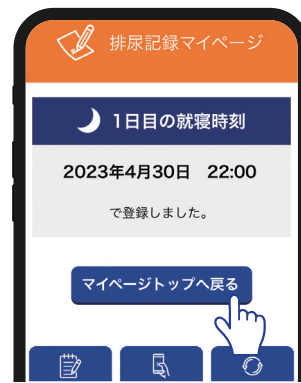 排尿記録マイページ
1日目の就寝時刻
2023年4月30日 22:00
で登録しました。
マイページトップへ戻る